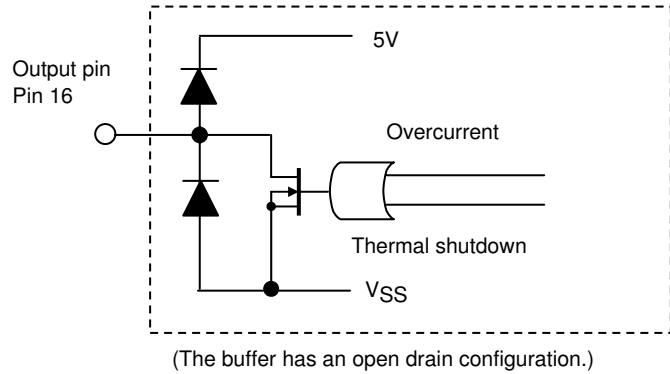 5V
Output pin
Pin 16
Overcurrent
Thermal shutdown
VSS
(The buffer has an open drain configuration.)